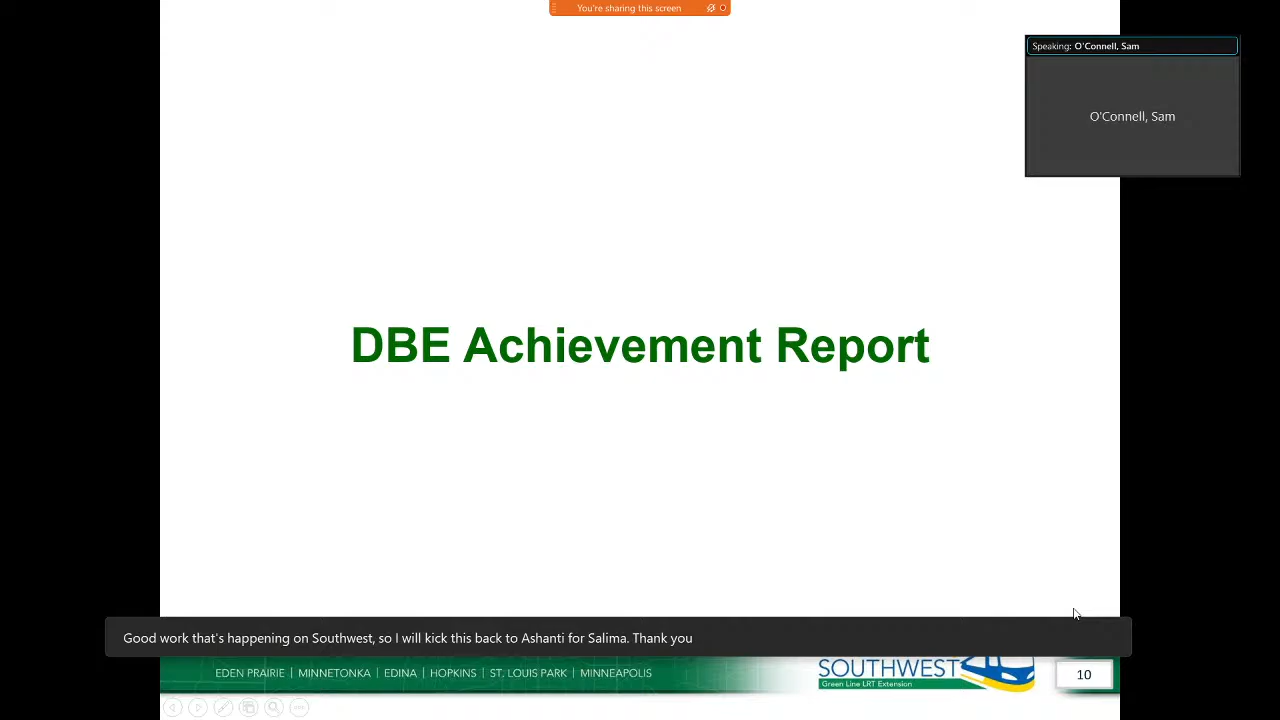 You're sharing this screen
Speaking: O'Connell, Sam
O'Connell, Sam
DBE Achievement Report
Good work that's happening on Southwest, so I will kick this back to Ashanti for Salima. Thank you
EDEN PRAIRIE | MINNETONKA | EDINA | HOPKINS | ST. LOUIS PARK | MINNEAPOLIS
SOUTHWEST
Green Line LRT Extension
10